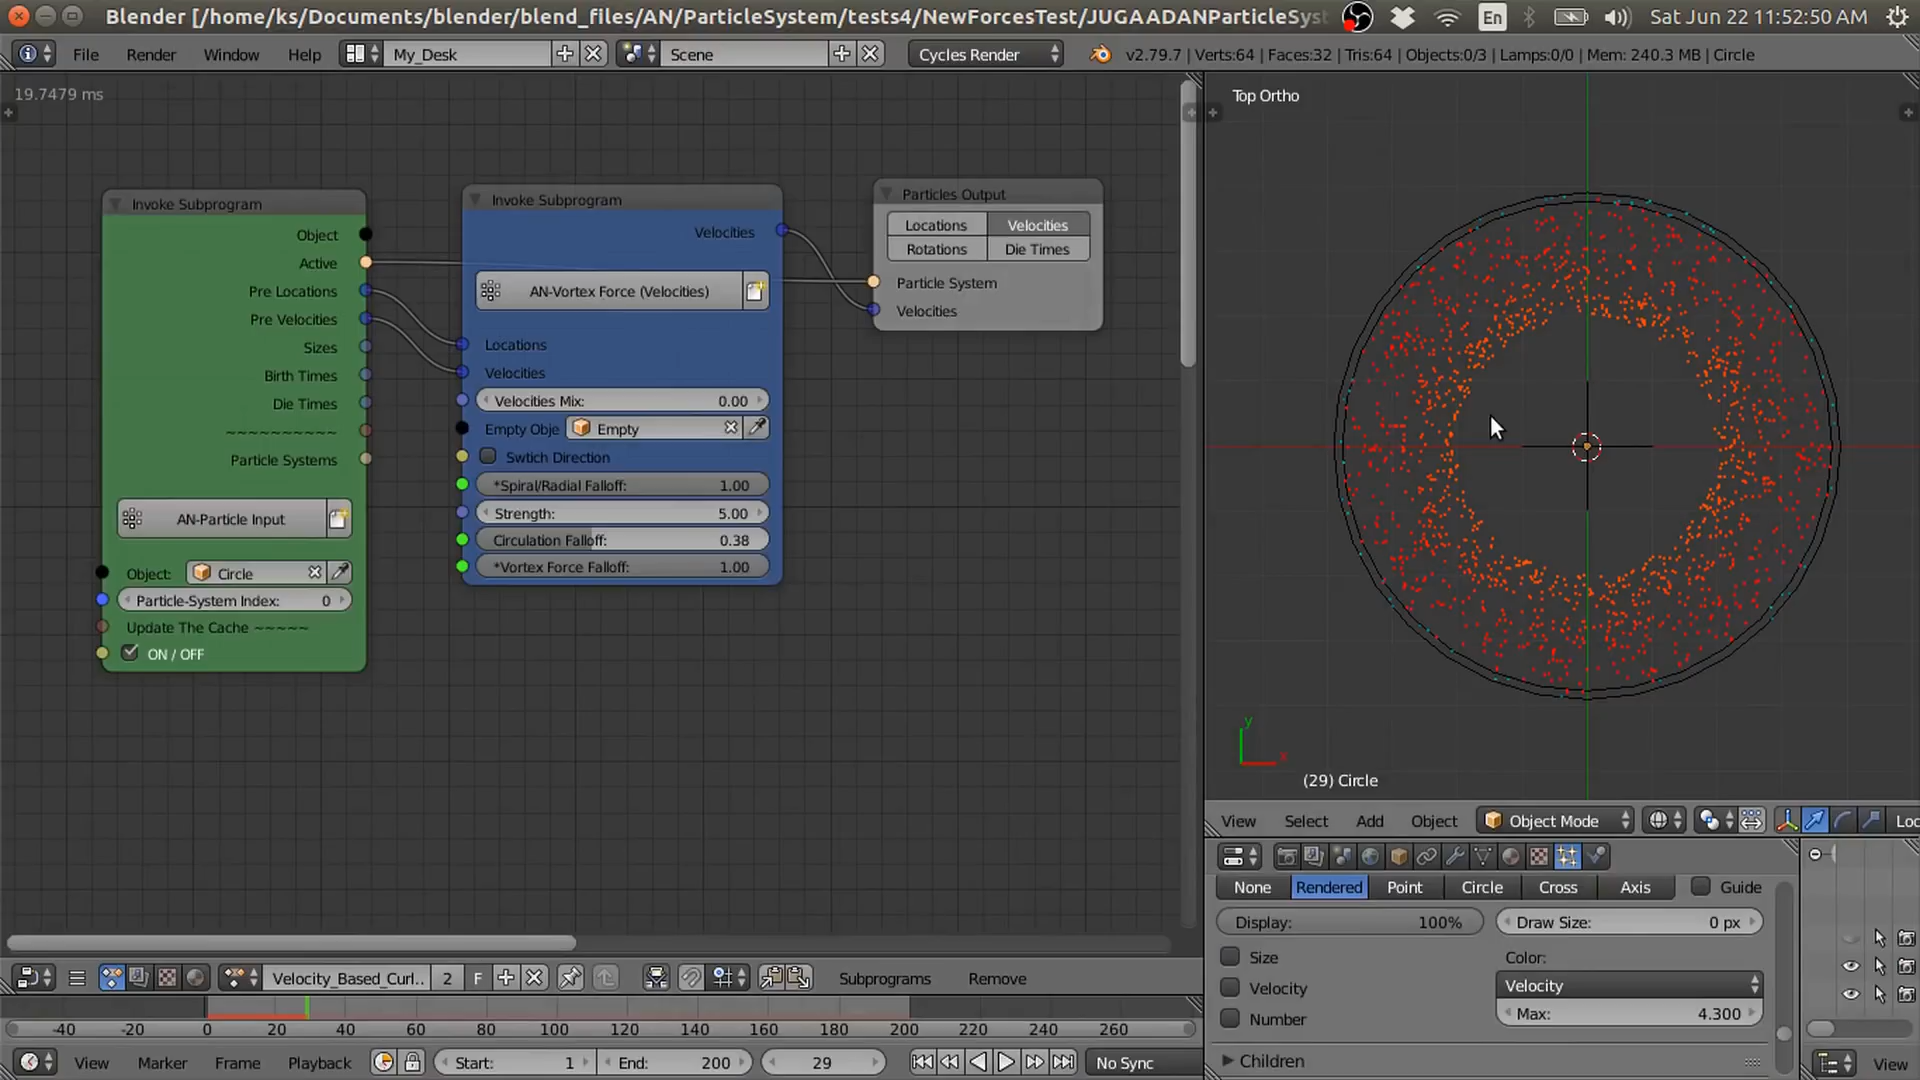 Blender [/home/ks/Documents/blender/blend_files/AN/ParticleSystem/tests4/NewForcesTest/JUGAADANParticleSyst
En
Sat Jun 22 11:52:50 AM
File Render Window Help My_Desk Scene Cycles Render v2.79.7 | Verts:64 | Faces:32 | Tris:64 | Objects:0/3 | Lamps:0/0 | Mem: 240.3 MB | Circle
19.7479 ms
Invoke Subprogram
Object
Active
Pre Locations
Pre Velocities
Sizes
Birth Times
Die Times
~~~~~~~~~~
Particle Systems
AN-Particle Input
Object: Circle
Particle-System Index: 0
Update The Cache ~~~~~
ON / OFF
Invoke Subprogram
Velocities
AN-Vortex Force (Velocities)
Locations
Velocities
Velocities Mix: 0.00
Empty Obje Empty
Swtich Direction
*Spiral/Radial Falloff: 1.00
Strength: 5.00
Circulation Falloff: 0.38
*Vortex Force Falloff: 1.00
Particles Output
Locations Velocities
Rotations Die Times
Particle System
Velocities
Top Ortho
y
x
(29) Circle
View Select Add Object Object Mode Loc
None Rendered Point Circle Cross Axis Guide
Display: 100% Draw Size: 0 px
Size Color:
Velocity Velocity
Number Max: 4.300
Children
View
Velocity_Based_Curl.. 2 F Subprograms Remove
-40 -20 0 20 40 60 80 100 120 140 160 180 200 220 240 260
View Marker Frame Playback Start: 1 End: 200 29 No Sync